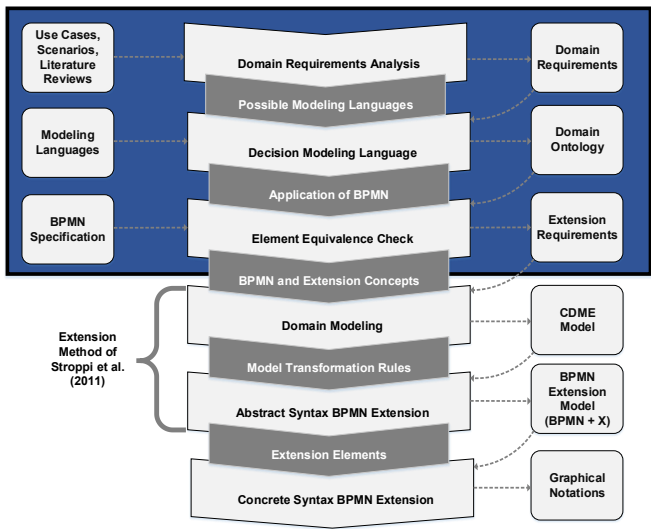 Use Cases,
Scenarios,
Literature
Reviews
Domain Requirements Analysis
Domain
Requirements
Possible Modeling Languages
Modeling
Languages
Decision Modeling Language
Domain
Ontology
Application of BPMN
BPMN
Specification
Element Equivalence Check
Extension
Requirements
BPMN and Extension Concepts
Extension
Method of
Stroppi et al.
(2011)
Domain Modeling
CDME
Model
Model Transformation Rules
Abstract Syntax BPMN Extension
BPMN
Extension
Model
(BPMN + X)
Extension Elements
Concrete Syntax BPMN Extension
Graphical
Notations